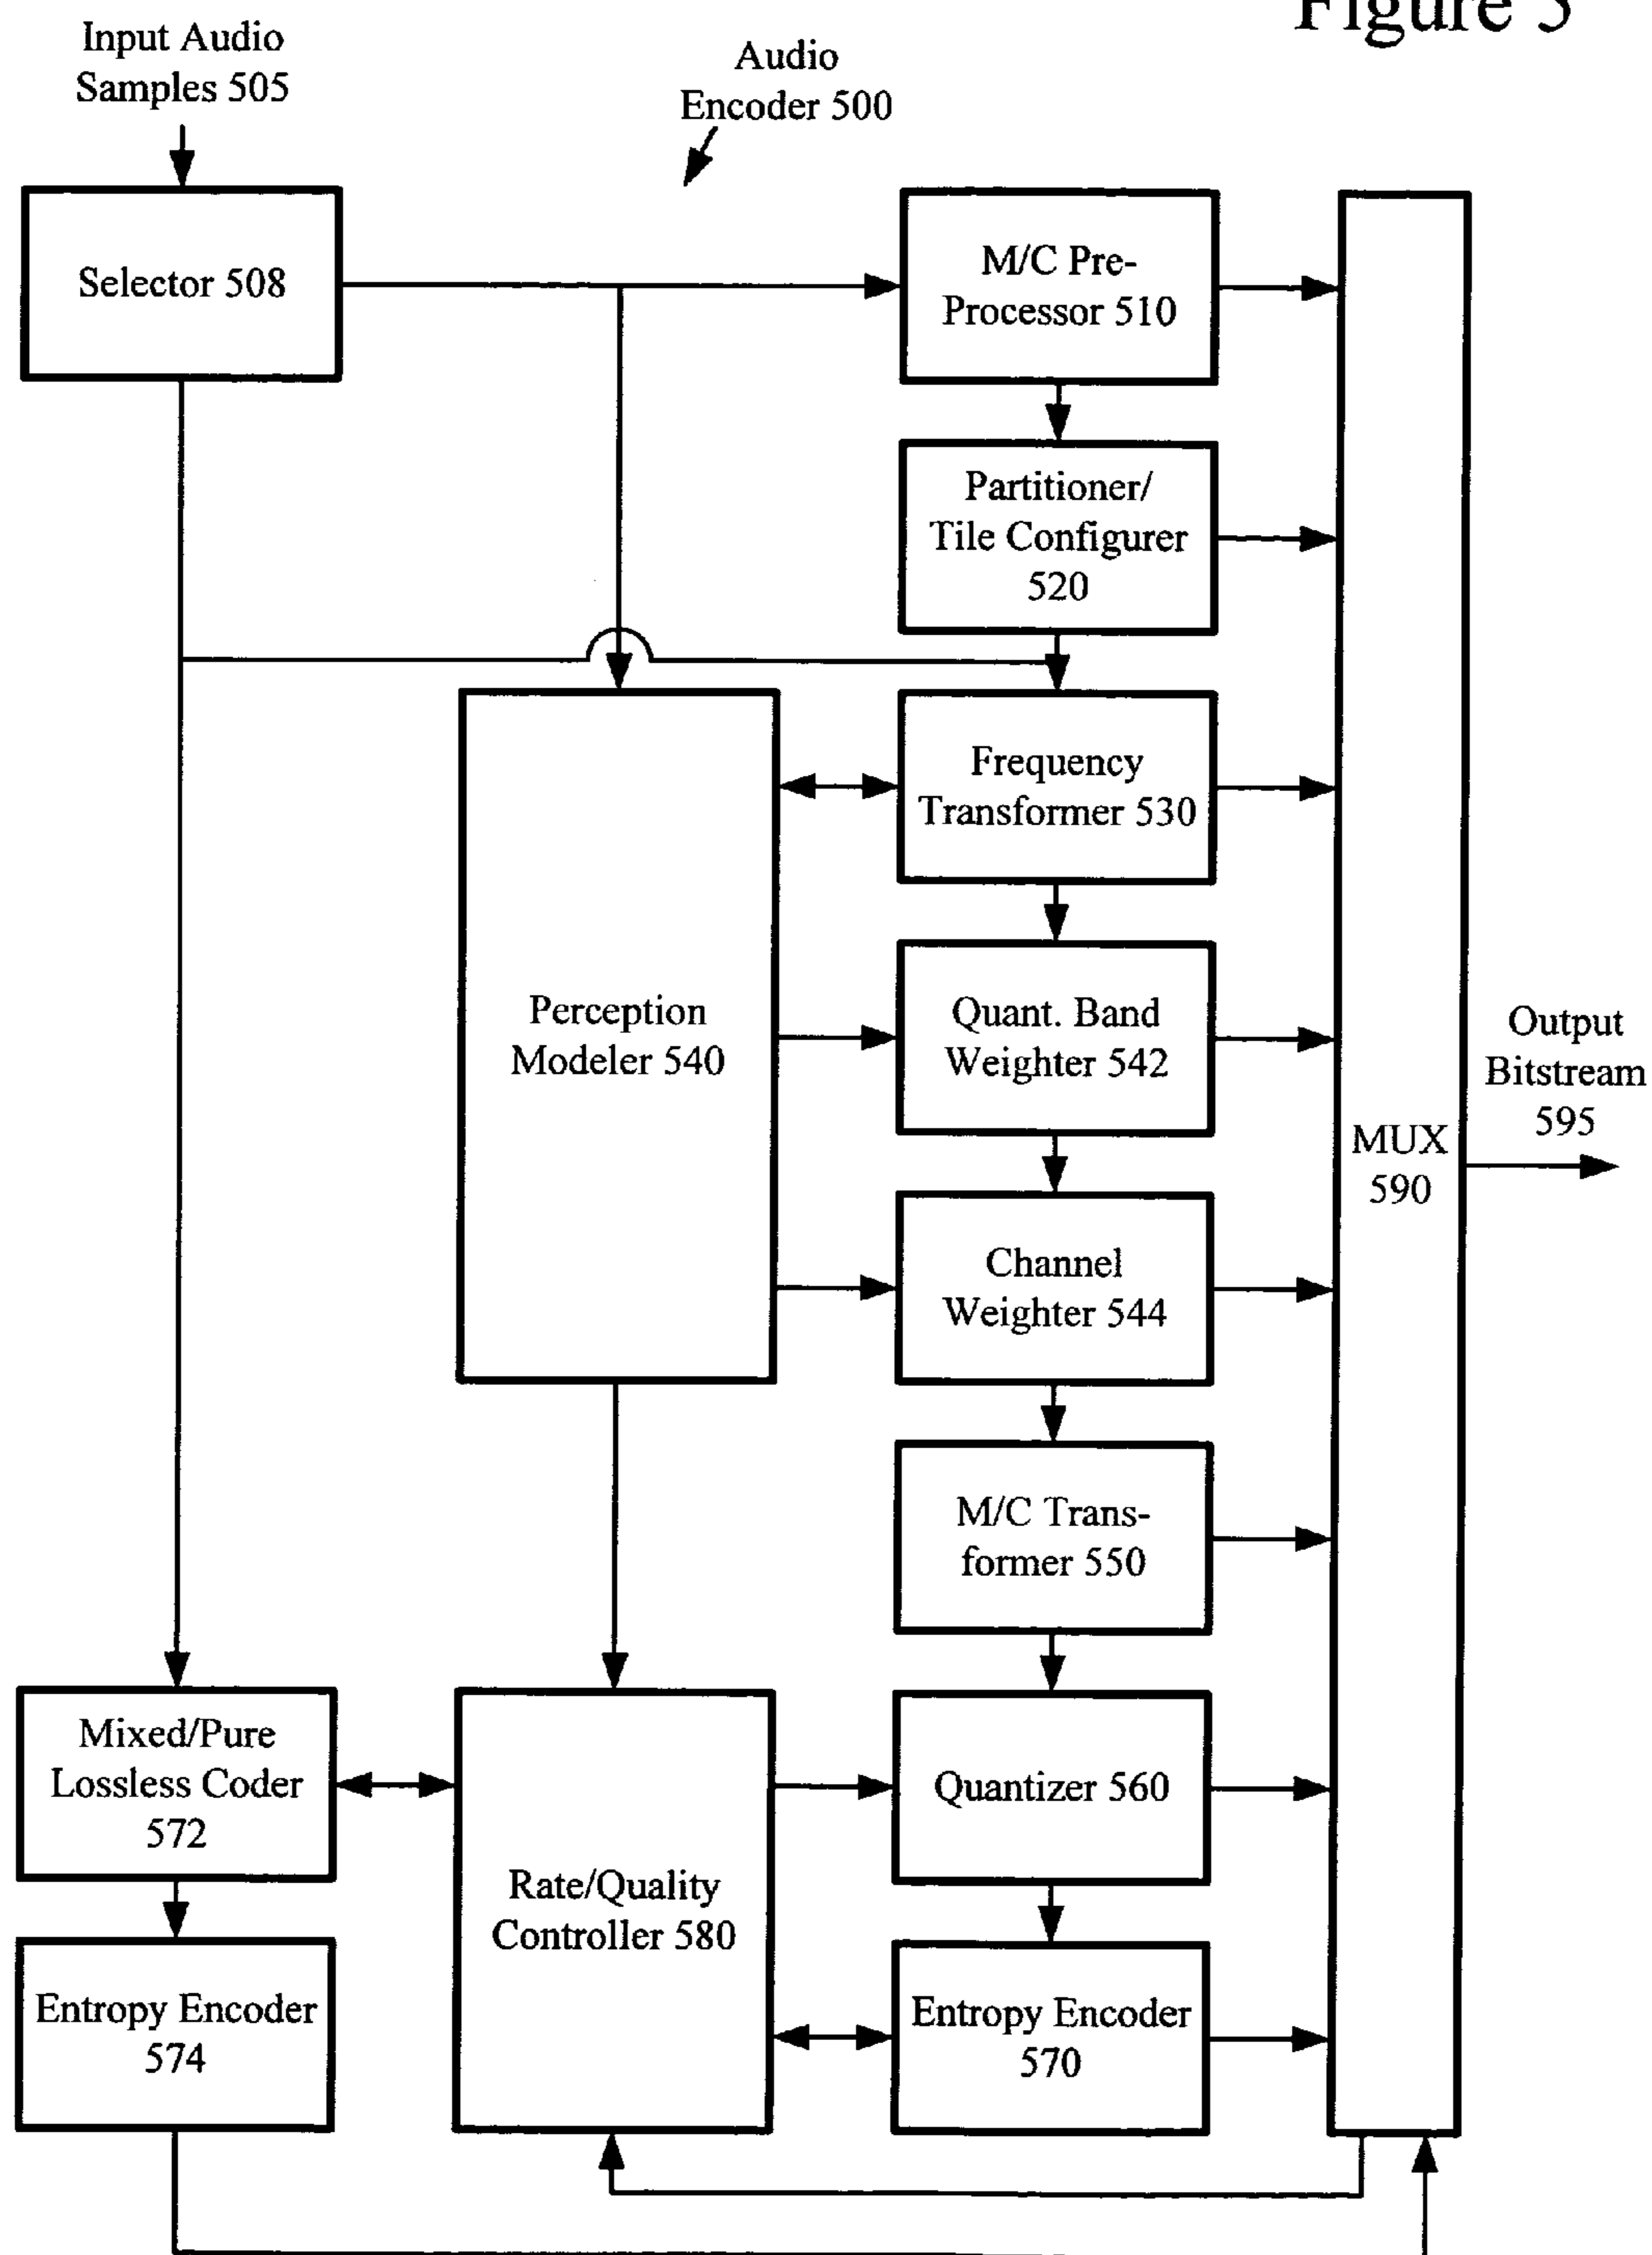 Figure 5
Input Audio
Samples 505
Audio
Encoder 500
Selector 508
M/C Pre-
Processor 510
Partitioner/
Tile Configurer
520
Frequency
Transformer 530
Perception
Modeler 540
Quant. Band
Weighter 542
Output
Bitstream
595
MUX
590
Channel
Weighter 544
M/C Trans-
former 550
Mixed/Pure
Lossless Coder
572
Quantizer 560
Rate/Quality
Controller 580
Entropy Encoder
574
Entropy Encoder
570